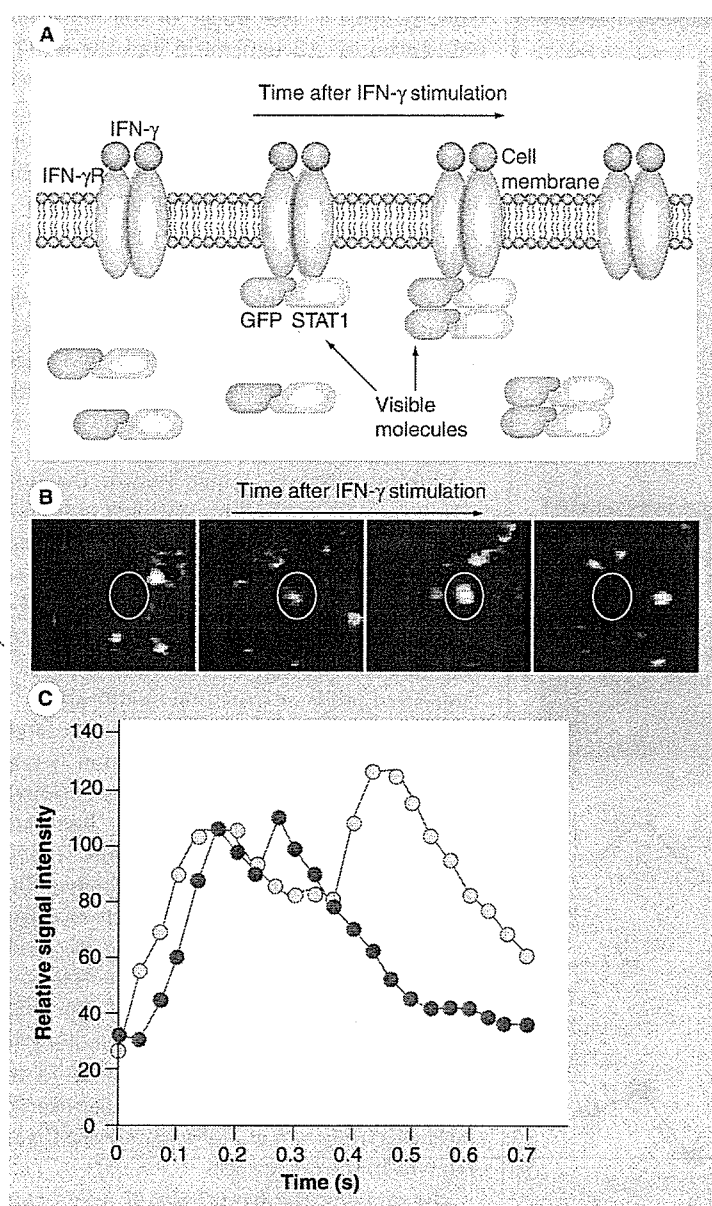 A
Time after IFN-γ stimulation
IFN-γ
IFN-γR
Cell
membrane
GFP STAT1
Visible
molecules
B
Time after IFN-γ stimulation
C
140
120
100
80
60
40
20
0
Relative signal intensity
0 0.1 0.2 0.3 0.4 0.5 0.6 0.7
Time (s)